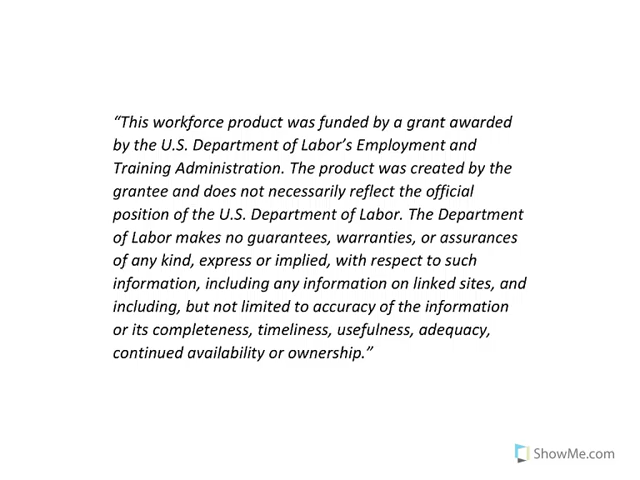 “This workforce product was funded by a grant awarded
by the U.S. Department of Labor’s Employment and
Training Administration. The product was created by the
grantee and does not necessarily reflect the official
position of the U.S. Department of Labor. The Department
of Labor makes no guarantees, warranties, or assurances
of any kind, express or implied, with respect to such
information, including any information on linked sites, and
including, but not limited to accuracy of the information
or its completeness, timeliness, usefulness, adequacy,
continued availability or ownership.”
ShowMe.com